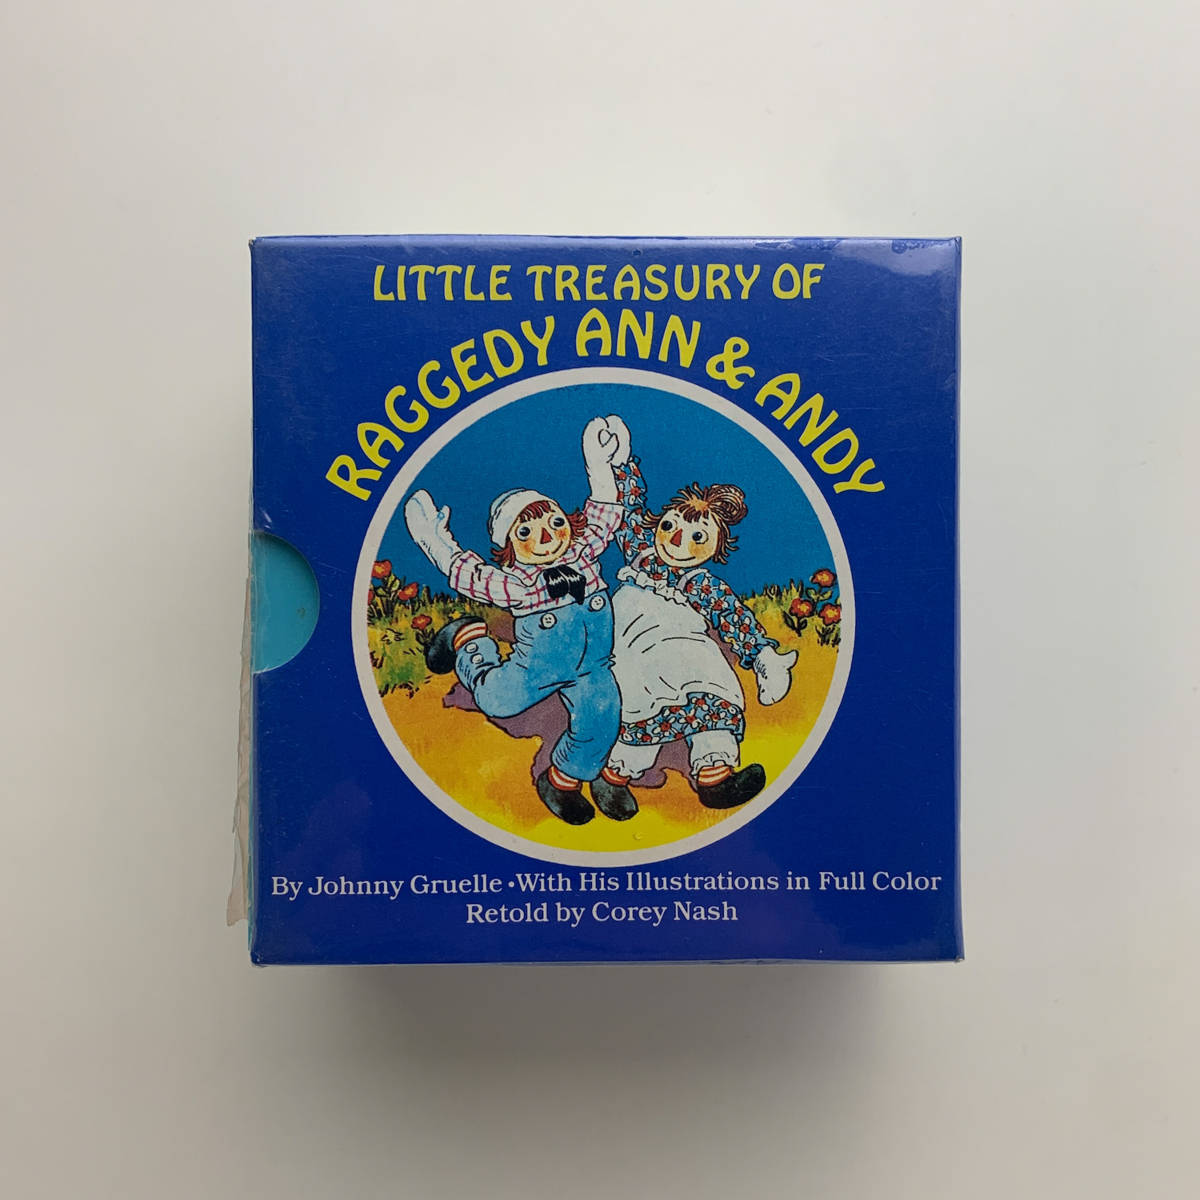 LITTLE TREASURY OF
RAGGEDY ANN & ANDY
By Johnny Gruelle • With His Illustrations in Full Color
Retold by Corey Nash